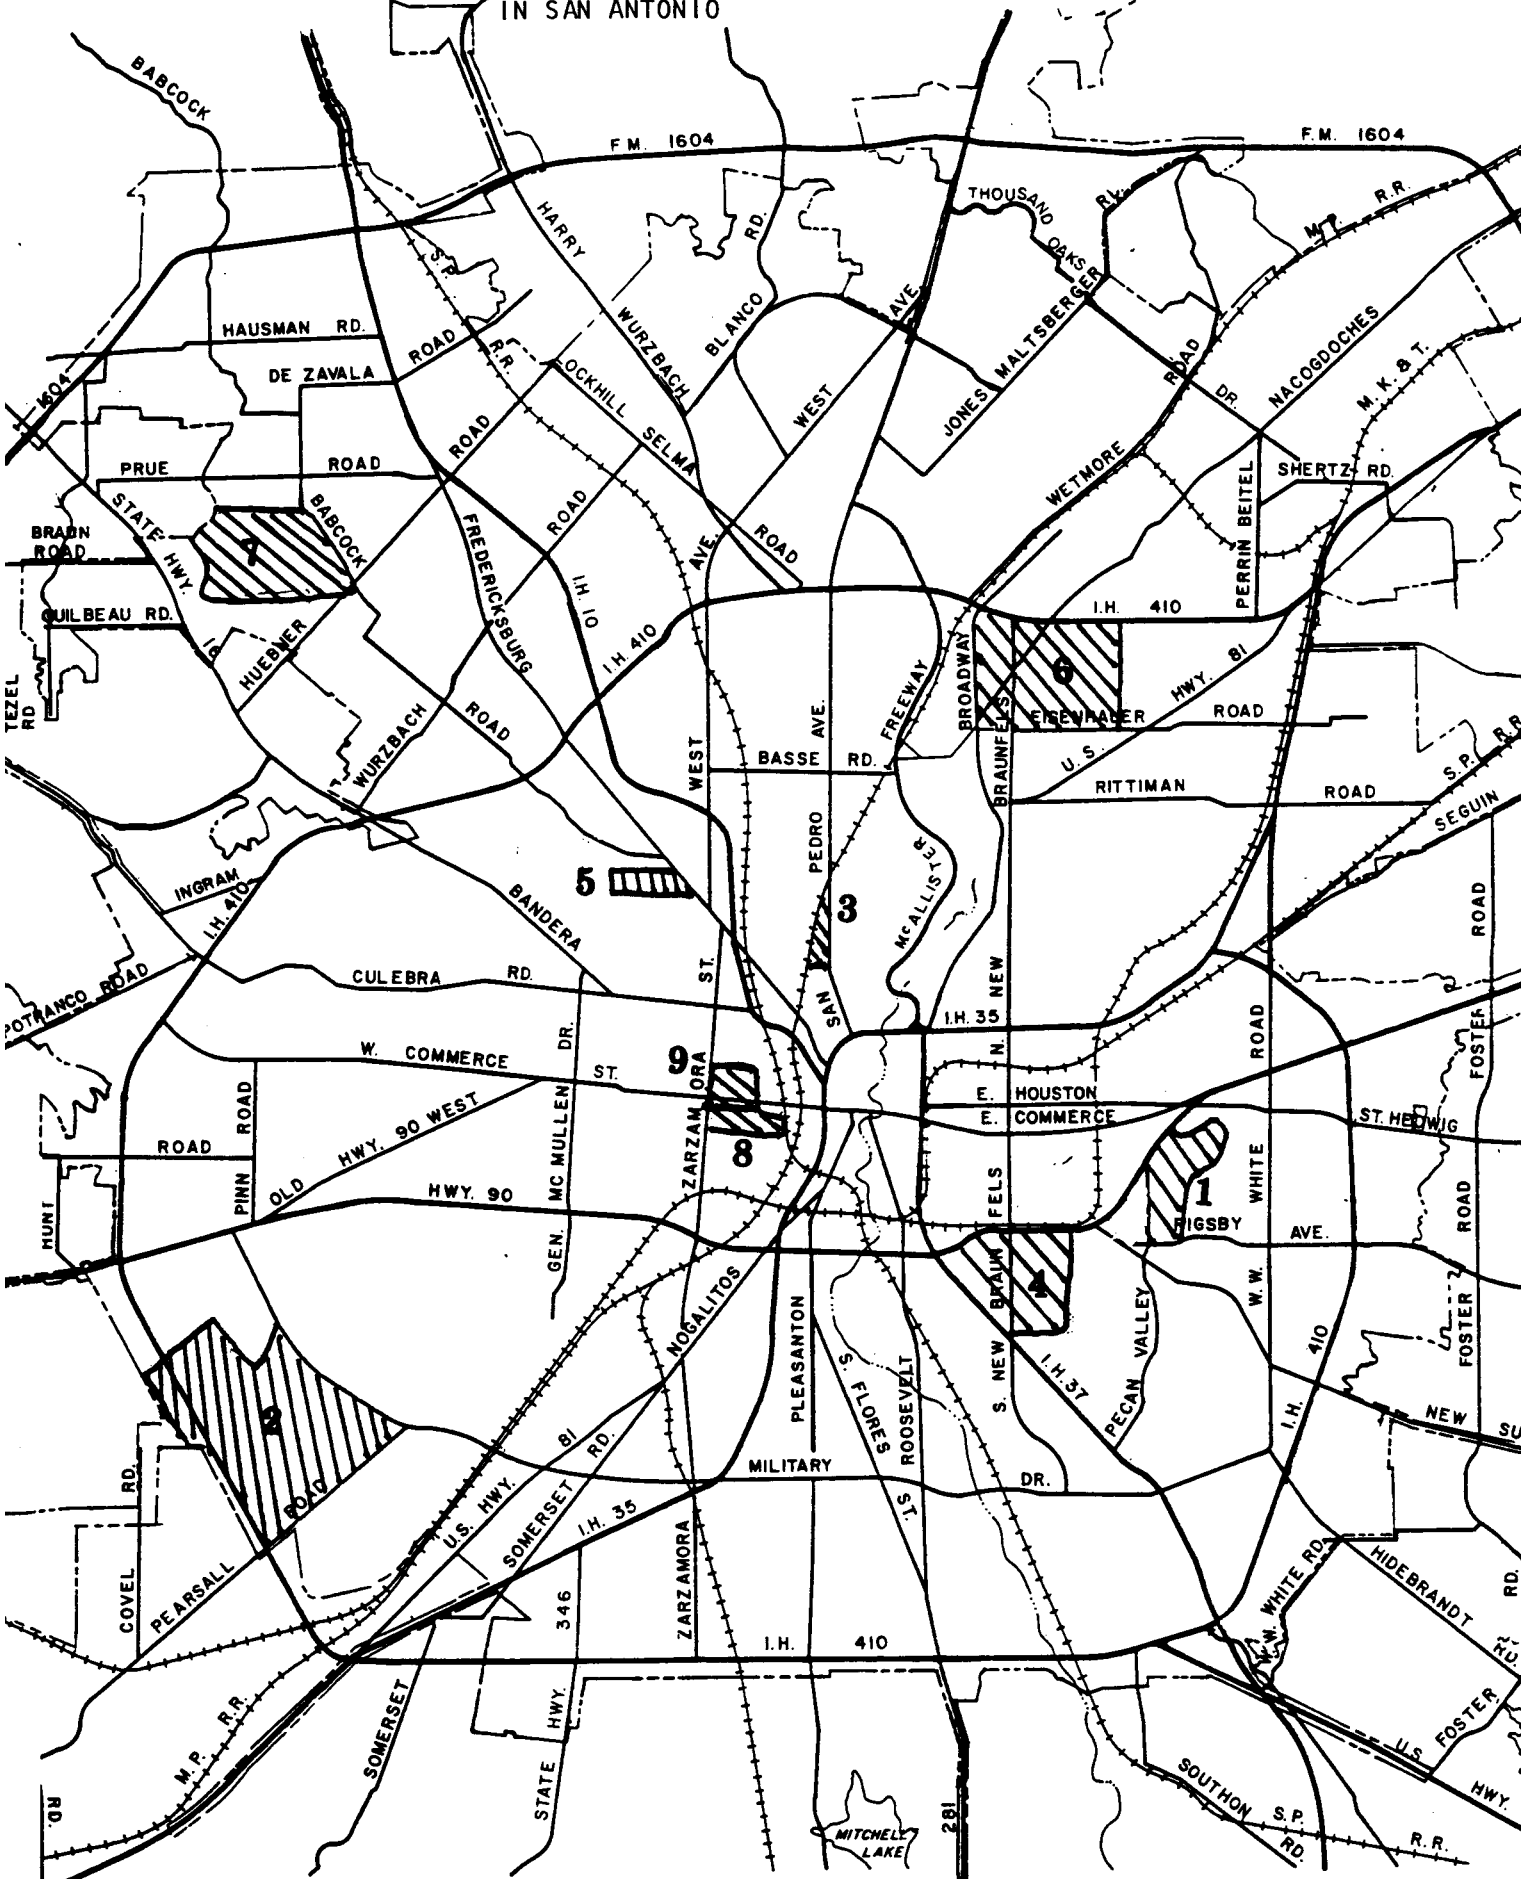 IN SAN ANTONIO
BABCOCK
F.M. 1604
F.M. 1604
THOUSAND
OAKS
R.L.
M.P.
R.R.
HARRY
WURZBACH
RD.
BLANCO
AVE.
WEST
S.P.
R.R.
HAUSMAN RD.
ROAD
DE ZAVALA
1604
JONES MALTSBERGER
ROAD
DR.
NACOGDOCHES
M.K. & T.
OCKHILL
SELMA
ROAD
ROAD
PRUE ROAD
SHERTZ RD.
WETMORE
PERRIN BEITEL
STATE HWY.
16
BRAUN
ROAD
7
BABCOCK
FREDERICKSBURG
ROAD
AVE.
I.H. 10
I.H. 410
I.H. 410
QUILBEAU RD.
HUEBNER
TEZEL
RD
WURZBACH
ROAD
WEST
AVE.
FREEWAY
BROADWAY
6
HWY. 81
U.S.
EISENHAUER ROAD
BASSE RD.
BRAUNFELS
RITTIMAN ROAD
S.P. R.R.
SEGUIN
PEDRO
McALLISTER
INGRAM
I.H. 410
5
3
BANDERA
ROAD
POTRANCO ROAD
CULEBRA RD.
ST.
SAN
N. NEW
I.H. 35
ROAD
FOSTER
W. COMMERCE ST.
9
DR.
E. HOUSTON
E. COMMERCE
ST. HEDWIG
ROAD
PINN ROAD
OLD HWY. 90 WEST
GEN. MC MULLEN
ZARZAMORA
8
HWY. 90
FELS
1
RIGSBY AVE.
W.W. WHITE
ROAD
HUNT
4
S. NEW BRAUN
NOGALITOS
PLEASANTON
S. FLORES
ST.
ROOSEVELT
I.H. 37
PECAN VALLEY
I.H. 410
FOSTER
2
ROAD
NEW SU
U.S. HWY. 81
SOMERSET RD.
I.H. 35
MILITARY DR.
COVEL RD.
PEARSALL
346
ZARZAMORA
I.H. 410
W.W. WHITE RD.
HIDEBRANDT
RD.
RD.
M.P. R.R.
SOMERSET
STATE HWY.
FOSTER
U.S.
HWY.
RD.
MITCHELL
LAKE
281
SOUTHON
RD.
S.P.
R.R.